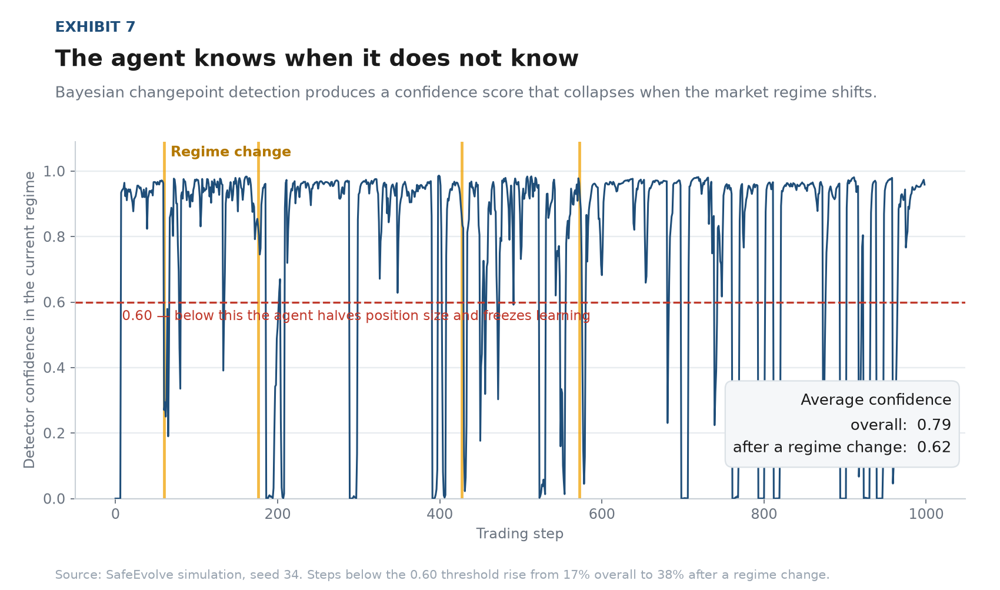 EXHIBIT 7
The agent knows when it does not know
Bayesian changepoint detection produces a confidence score that collapses when the market regime shifts.
Regime change
Detector confidence in the current regime
1.0
0.8
0.6
0.4
0.2
0.0
0.60 — below this the agent halves position size and freezes learning
Average confidence
overall: 0.79
after a regime change: 0.62
0 200 400 600 800 1000
Trading step
Source: SafeEvolve simulation, seed 34. Steps below the 0.60 threshold rise from 17% overall to 38% after a regime change.